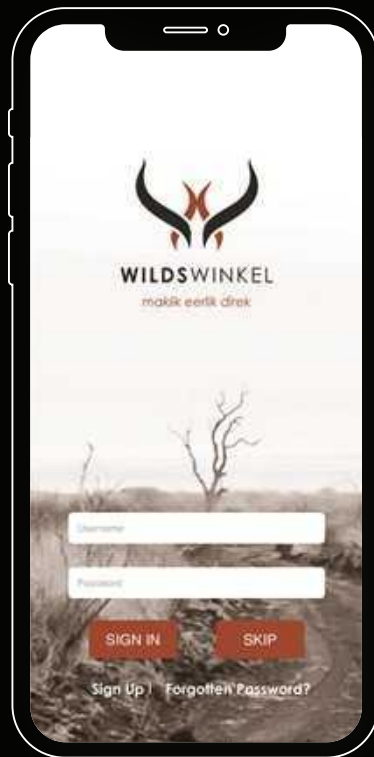 WILDSWINKEL
maklik eerlik direk
Username
Password
SIGN IN SKIP
Sign Up | Forgotten Password?